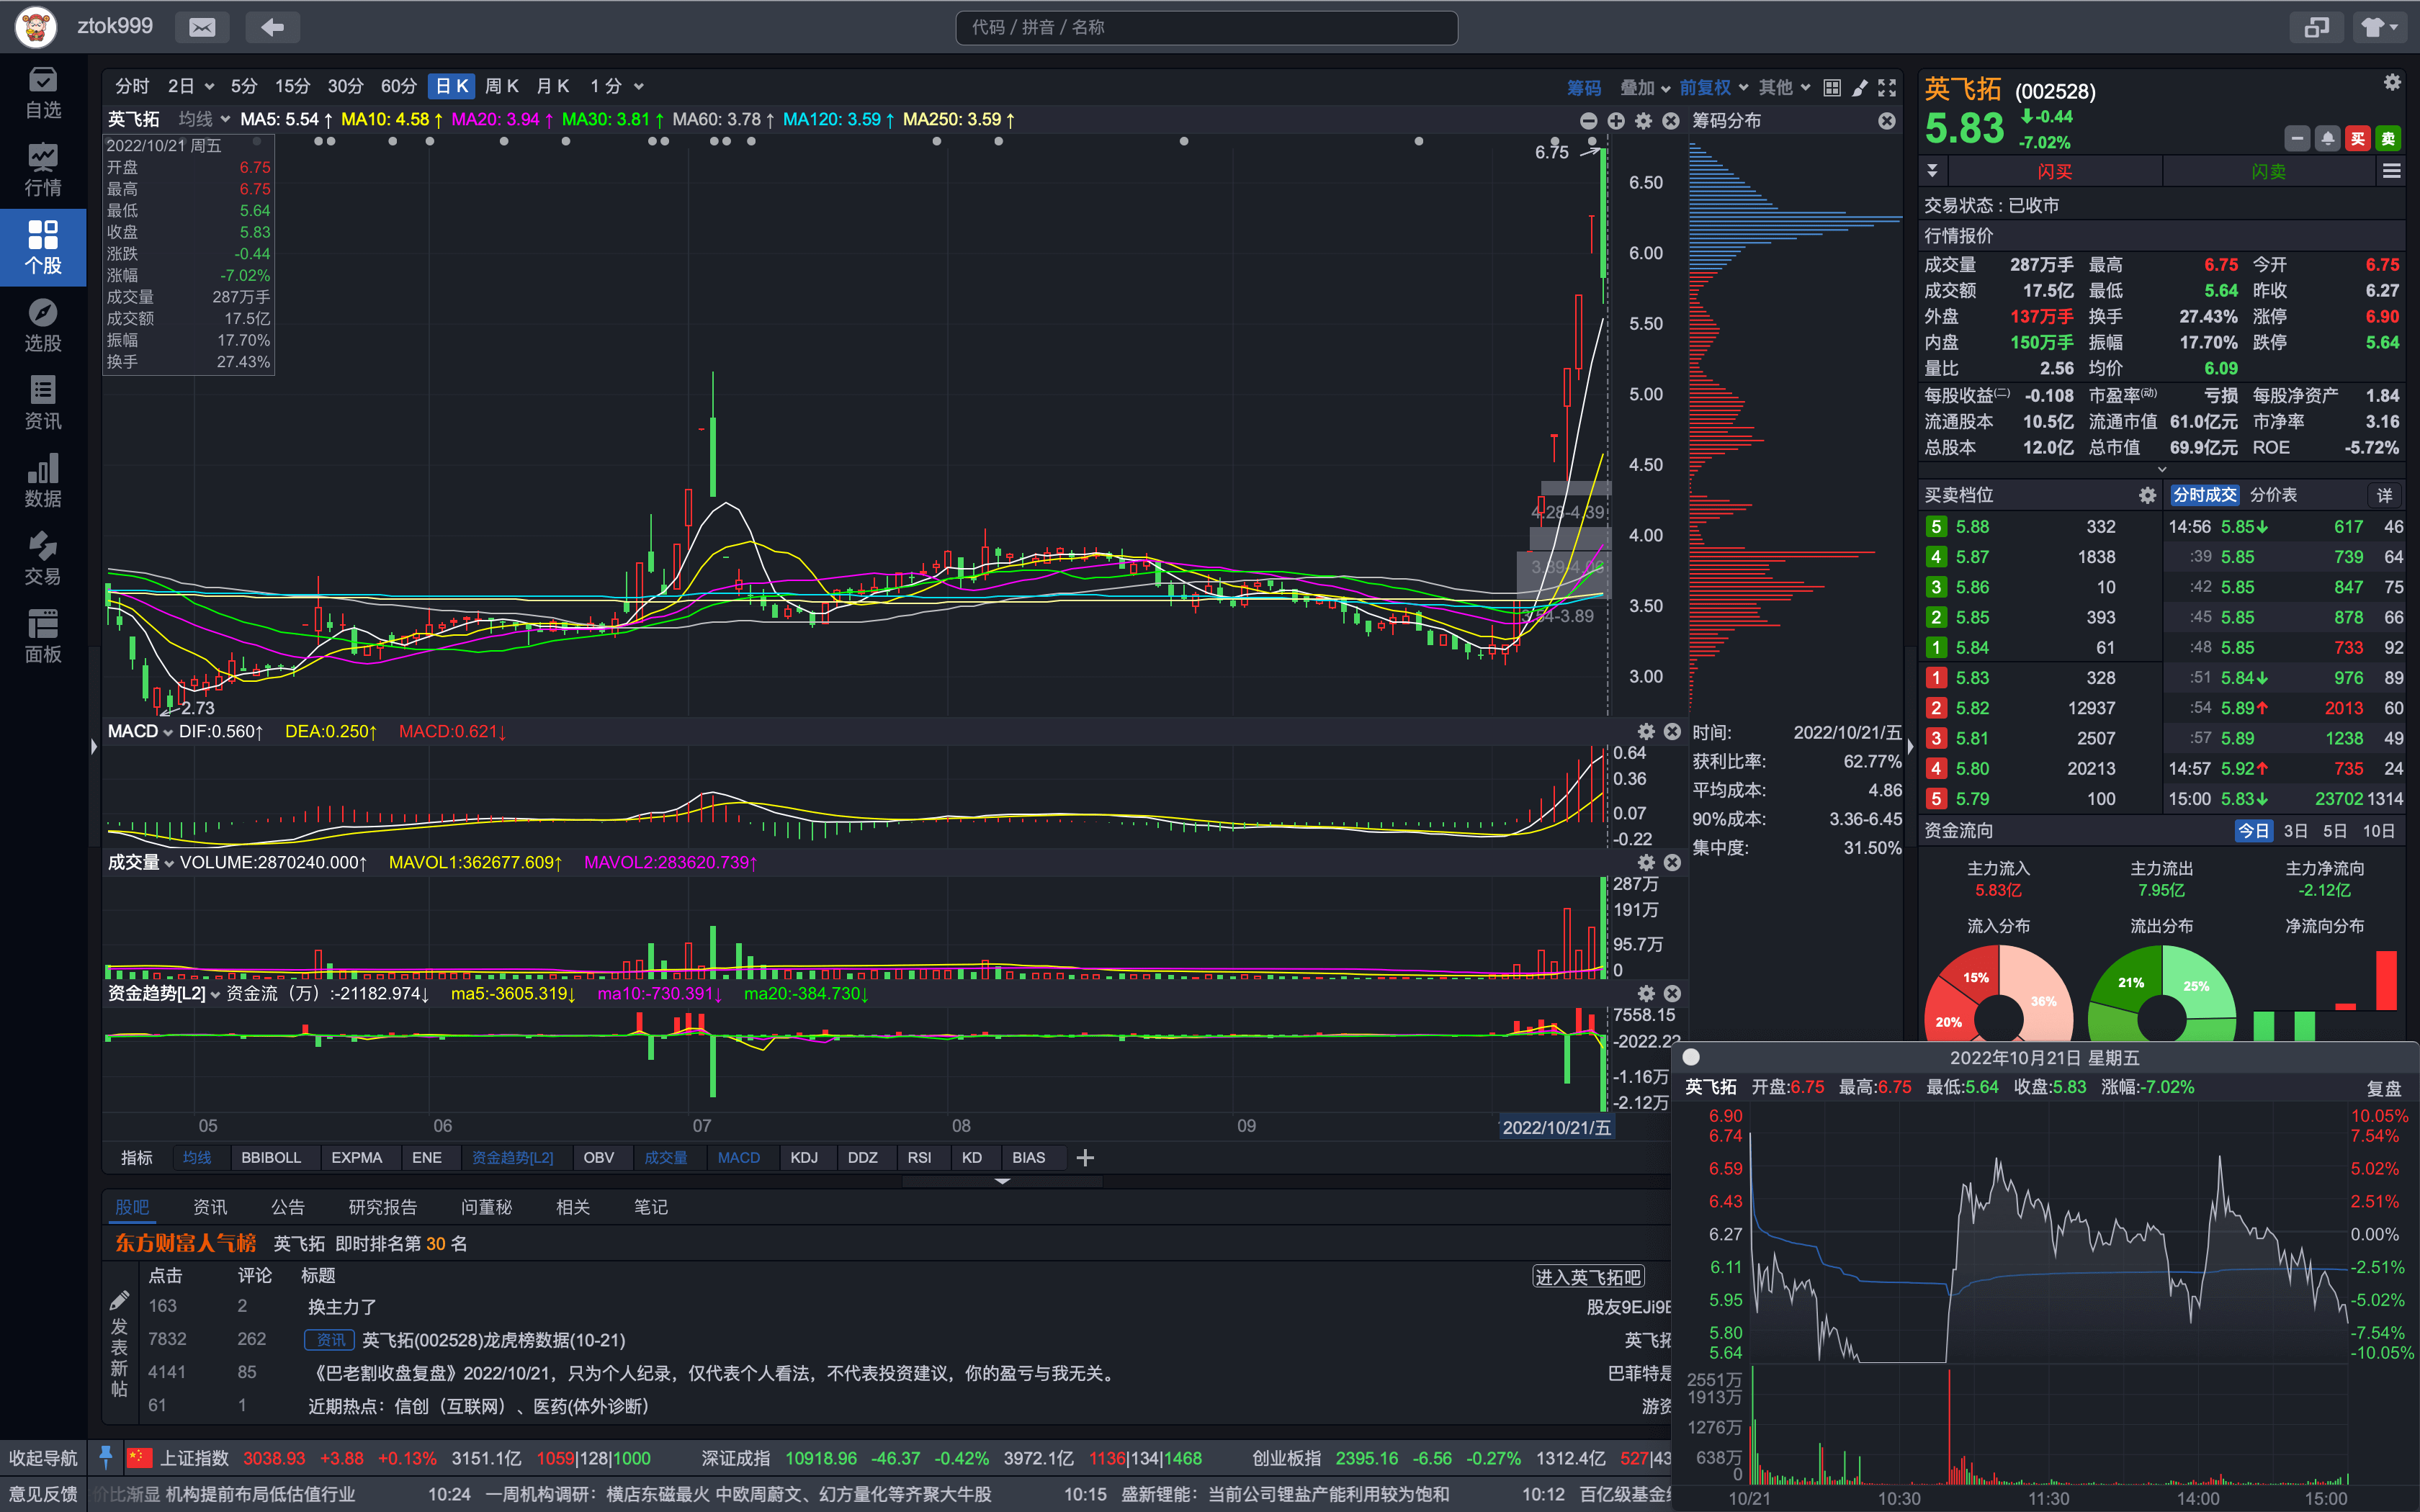 ztok999
代码 / 拼音 / 名称
自选
行情
个股
选股
资讯
数据
交易
面板
分时 2日 5分 15分 30分 60分 日K 周K 月K 1分
筹码 叠加 前复权 其他
英飞拓 均线 MA5: 5.54↑ MA10: 4.58↑ MA20: 3.94↑ MA30: 3.81↑ MA60: 3.78↑ MA120: 3.59↑ MA250: 3.59↑
筹码分布
2022/10/21 周五
开盘 6.75
最高 6.75
最低 5.64
收盘 5.83
涨跌 -0.44
涨幅 -7.02%
成交量 287万手
成交额 17.5亿
振幅 17.70%
换手 27.43%
6.75
6.50
6.00
5.50
5.00
4.50
4.00
3.50
3.00
4.28-4.39
3.89-4.06
3.54-3.89
2.73
MACD DIF:0.560↑ DEA:0.250↑ MACD:0.621↓
0.64
0.36
0.07
-0.22
成交量 VOLUME:2870240.000↑ MAVOL1:362677.609↑ MAVOL2:283620.739↑
287万
191万
95.7万
0
资金趋势[L2] 资金流（万）:-21182.974↓ ma5:-3605.319↓ ma10:-730.391↓ ma20:-384.730↓
7558.15
-2022.22
-1.16万
-2.12万
05 06 07 08 09 2022/10/21/五
时间: 2022/10/21/五
获利比率: 62.77%
平均成本: 4.86
90%成本: 3.36-6.45
集中度: 31.50%
指标 均线 BBIBOLL EXPMA ENE 资金趋势[L2] OBV 成交量 MACD KDJ DDZ RSI KD BIAS
股吧 资讯 公告 研究报告 问董秘 相关 笔记
东方财富人气榜 英飞拓 即时排名第 30 名
点击 评论 标题 进入英飞拓吧
发表新帖
163 2 换主力了 股友9EJi9E
7832 262 资讯 英飞拓(002528)龙虎榜数据(10-21) 英飞拓
4141 85 《巴老割收盘复盘》2022/10/21，只为个人纪录，仅代表个人看法，不代表投资建议，你的盈亏与我无关。 巴菲特是
61 1 近期热点：信创（互联网）、医药(体外诊断) 游资
英飞拓 (002528)
5.83 -0.44
-7.02%
买 卖
闪买 闪卖
交易状态 : 已收市
行情报价
成交量 287万手 最高 6.75 今开 6.75
成交额 17.5亿 最低 5.64 昨收 6.27
外盘 137万手 换手 27.43% 涨停 6.90
内盘 150万手 振幅 17.70% 跌停 5.64
量比 2.56 均价 6.09
每股收益(二) -0.108 市盈率(动) 亏损 每股净资产 1.84
流通股本 10.5亿 流通市值 61.0亿元 市净率 3.16
总股本 12.0亿 总市值 69.9亿元 ROE -5.72%
买卖档位 分时成交 分价表 详
5 5.88 332 14:56 5.85↓ 617 46
4 5.87 1838 :39 5.85 739 64
3 5.86 10 :42 5.85 847 75
2 5.85 393 :45 5.85 878 66
1 5.84 61 :48 5.85 733 92
1 5.83 328 :51 5.84↓ 976 89
2 5.82 12937 :54 5.89↑ 2013 60
3 5.81 2507 :57 5.89 1238 49
4 5.80 20213 14:57 5.92↑ 735 24
5 5.79 100 15:00 5.83↓ 23702 1314
资金流向 今日 3日 5日 10日
主力流入 主力流出 主力净流向
5.83亿 7.95亿 -2.12亿
流入分布 流出分布 净流向分布
15% 36% 20%
21% 25%
2022年10月21日 星期五
英飞拓 开盘:6.75 最高:6.75 最低:5.64 收盘:5.83 涨幅:-7.02% 复盘
6.90 10.05%
6.74 7.54%
6.59 5.02%
6.43 2.51%
6.27 0.00%
6.11 -2.51%
5.95 -5.02%
5.80 -7.54%
5.64 -10.05%
2551万
1913万
1276万
638万
0
10/21 10:30 11:30 14:00 15:00
收起导航 上证指数 3038.93 +3.88 +0.13% 3151.1亿 1059|128|1000 深证成指 10918.96 -46.37 -0.42% 3972.1亿 1136|134|1468 创业板指 2395.16 -6.56 -0.27% 1312.4亿 527|43
意见反馈 价比渐显 机构提前布局低估值行业 10:24 一周机构调研：横店东磁最火 中欧周蔚文、幻方量化等齐聚大牛股 10:15 盛新锂能：当前公司锂盐产能利用较为饱和 10:12 百亿级基金经